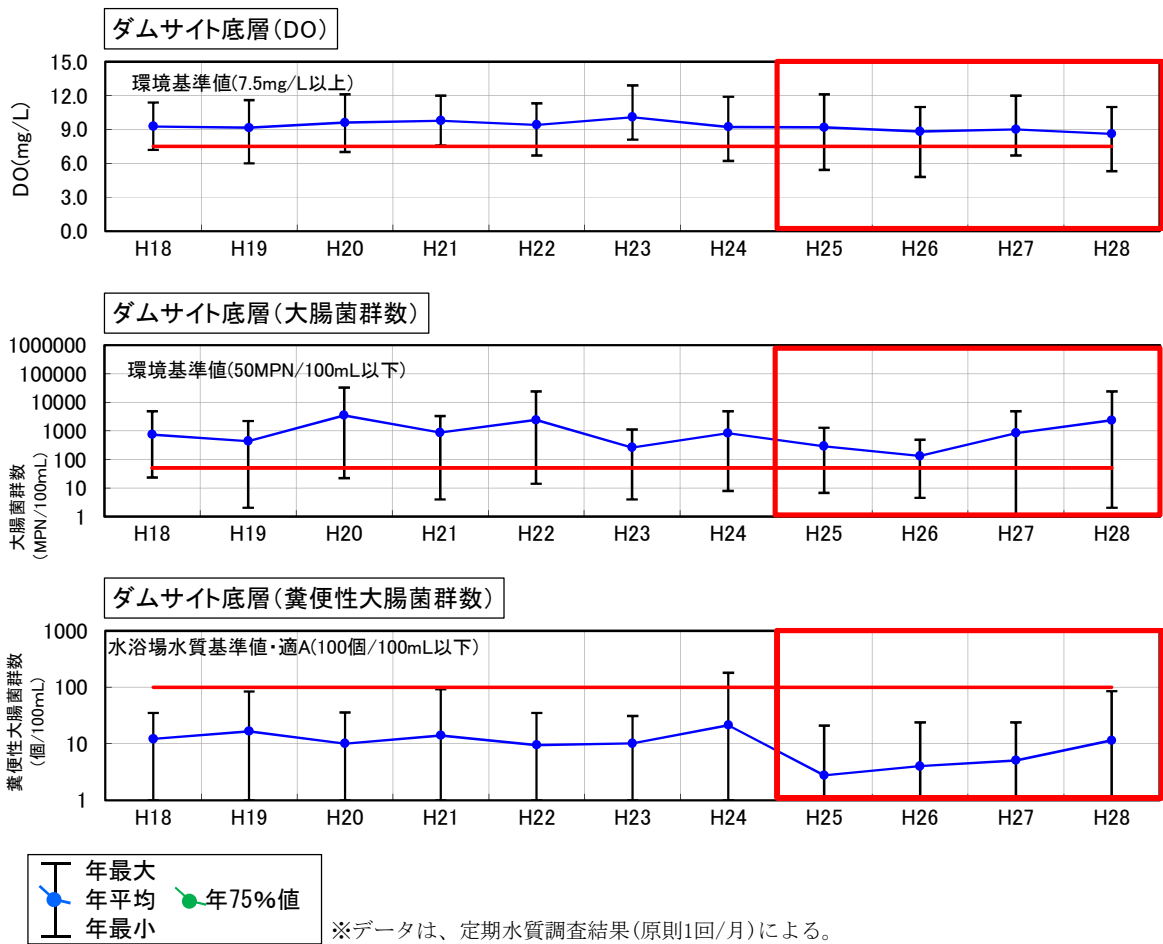 ダムサイト底層(DO)
環境基準値(7.5mg/L以上)
DO(mg/L)
15.0
12.0
9.0
6.0
3.0
0.0
H18 H19 H20 H21 H22 H23 H24 H25 H26 H27 H28
ダムサイト底層(大腸菌群数)
環境基準値(50MPN/100mL以下)
大腸菌群数
(MPN/100mL)
1000000
100000
10000
1000
100
10
1
H18 H19 H20 H21 H22 H23 H24 H25 H26 H27 H28
ダムサイト底層(糞便性大腸菌群数)
水浴場水質基準値・適A(100個/100mL以下)
糞便性大腸菌群数
(個/100mL)
1000
100
10
1
H18 H19 H20 H21 H22 H23 H24 H25 H26 H27 H28
年最大
年平均 年75%値
年最小
※データは、定期水質調査結果(原則1回/月)による。